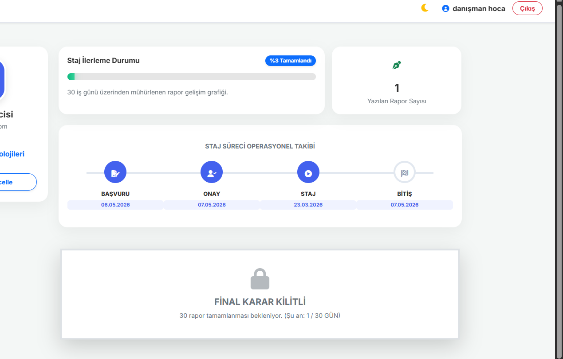 danışman hoca
Çıkış
Staj İlerleme Durumu
%3 Tamamlandı
30 iş günü üzerinden mühürlenen rapor gelişim grafiği.
1
Yazılan Rapor Sayısı
cisi
om
olojileri
celle
STAJ SÜRECİ OPERASYONEL TAKİBİ
BAŞVURU
ONAY
STAJ
BİTİŞ
06.05.2026
07.05.2026
23.03.2026
07.05.2026
FİNAL KARAR KİLİTLİ
30 rapor tamamlanması bekleniyor. (Şu an: 1 / 30 GÜN)